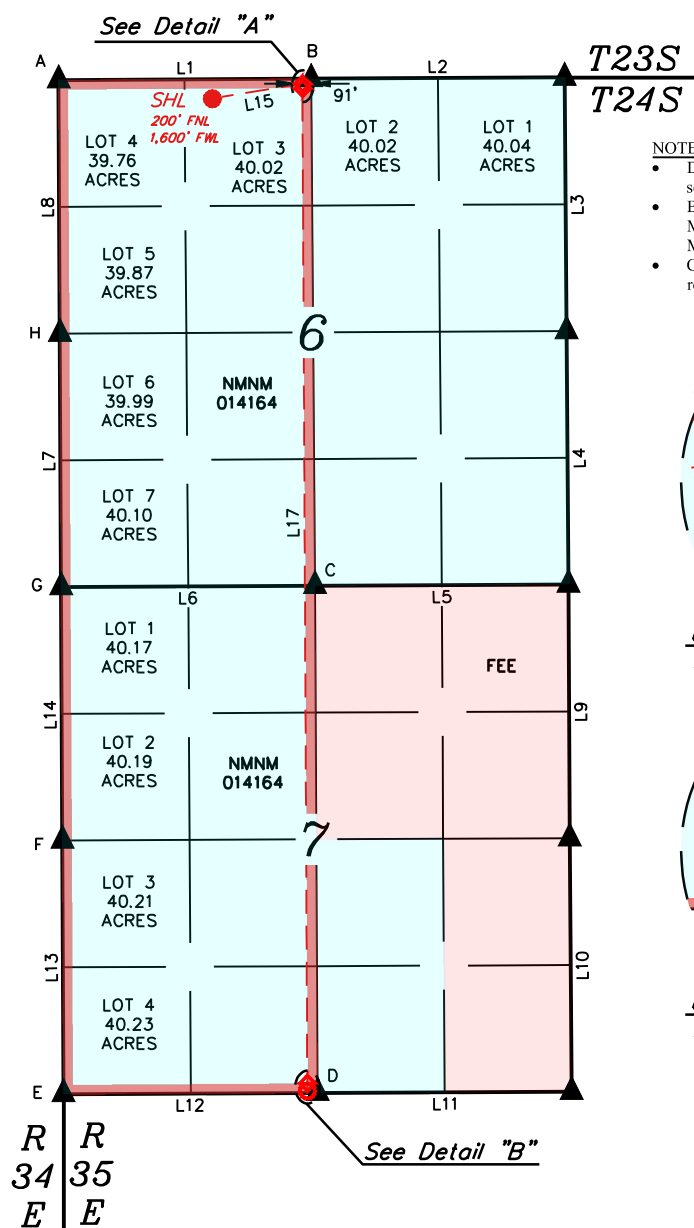 See Detail "A"
A
L1
B
L2
T23S
T24S
SHL
200' FNL
1,600' FWL
L15
91'
LOT 4
39.76
ACRES
LOT 3
40.02
ACRES
LOT 2
40.02
ACRES
LOT 1
40.04
ACRES
NOTE
•
•
•
L8
L3
LOT 5
39.87
ACRES
H
6
LOT 6
39.99
ACRES
NMNM
014164
L7
L4
L17
LOT 7
40.10
ACRES
G
C
L6
L5
LOT 1
40.17
ACRES
FEE
L14
L9
LOT 2
40.19
ACRES
NMNM
014164
F
7
LOT 3
40.21
ACRES
L13
L10
LOT 4
40.23
ACRES
E
D
L12
L11
See Detail "B"
R R
34 35
E E